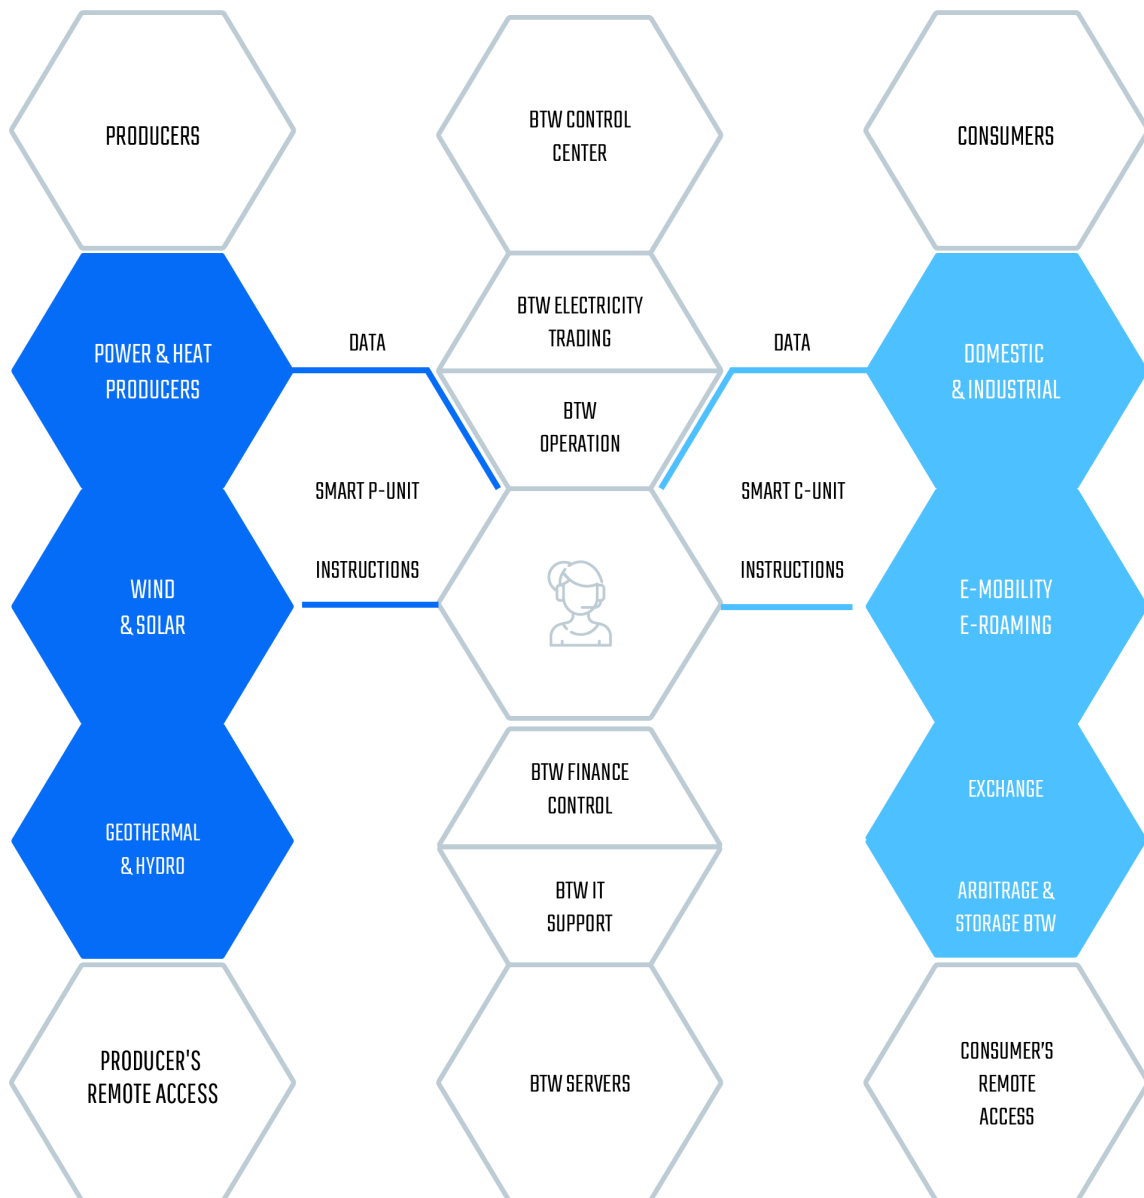 PRODUCERS
BTW CONTROL
CENTER
CONSUMERS
POWER & HEAT
PRODUCERS
DATA
BTW ELECTRICITY
TRADING
DATA
DOMESTIC
& INDUSTRIAL
BTW
OPERATION
SMART P-UNIT
SMART C-UNIT
INSTRUCTIONS
INSTRUCTIONS
WIND
& SOLAR
E-MOBILITY
E-ROAMING
BTW FINANCE
CONTROL
EXCHANGE
GEOTHERMAL
& HYDRO
BTW IT
SUPPORT
ARBITRAGE &
STORAGE BTW
PRODUCER'S
REMOTE ACCESS
BTW SERVERS
CONSUMER’S
REMOTE
ACCESS